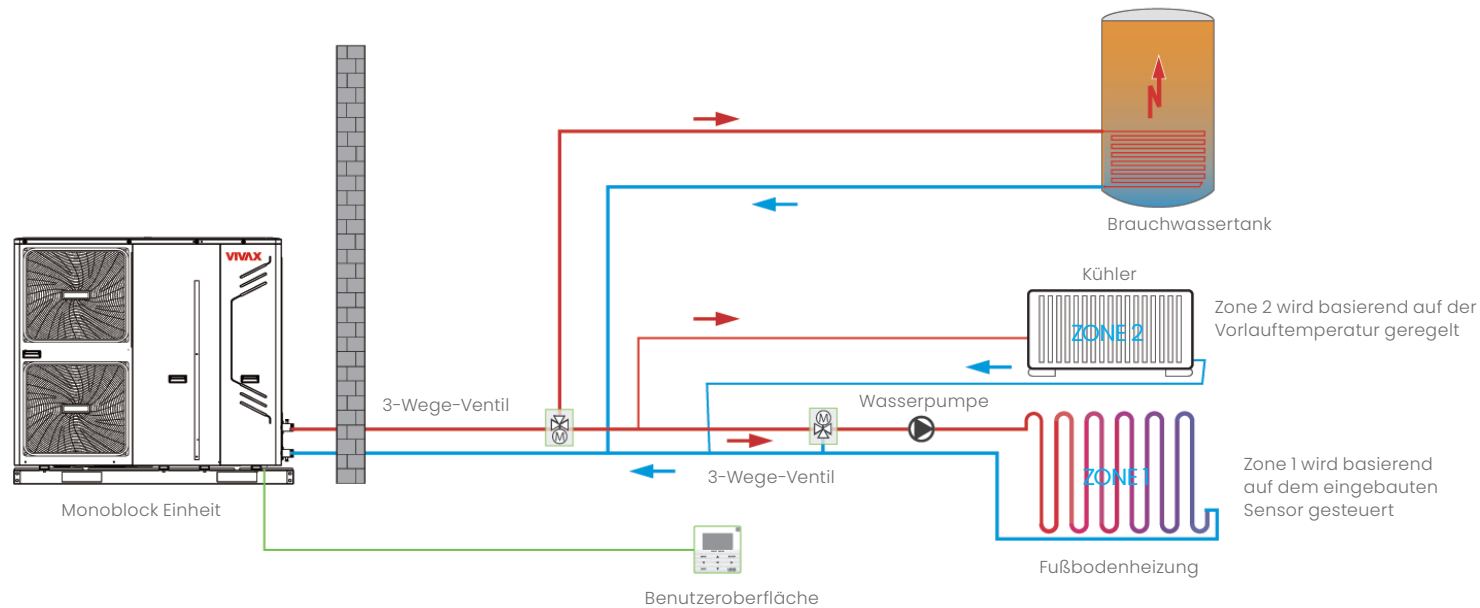 VIVAX
Brauchwassertank
Kühler
ZONE 2
Zone 2 wird basierend auf der
Vorlauftemperatur geregelt
3-Wege-Ventil
M
Wasserpumpe
M
3-Wege-Ventil
ZONE 1
Zone 1 wird basierend
auf dem eingebauten
Sensor gesteuert
Monoblock Einheit
Fußbodenheizung
Benutzeroberfläche